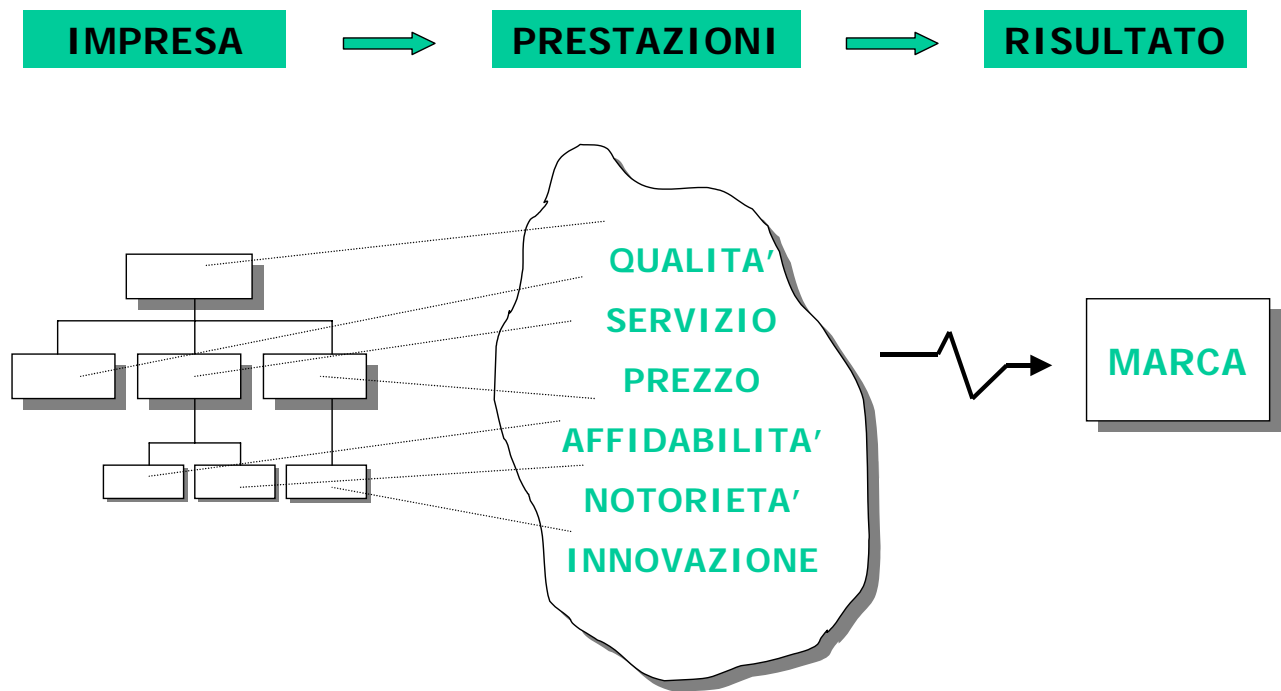 IMPRESA
PRESTAZIONI
RISULTATO
QUALITA’
SERVIZIO
PREZZO
AFFIDABILITA’
NOTORIETA’
INNOVAZIONE
MARCA